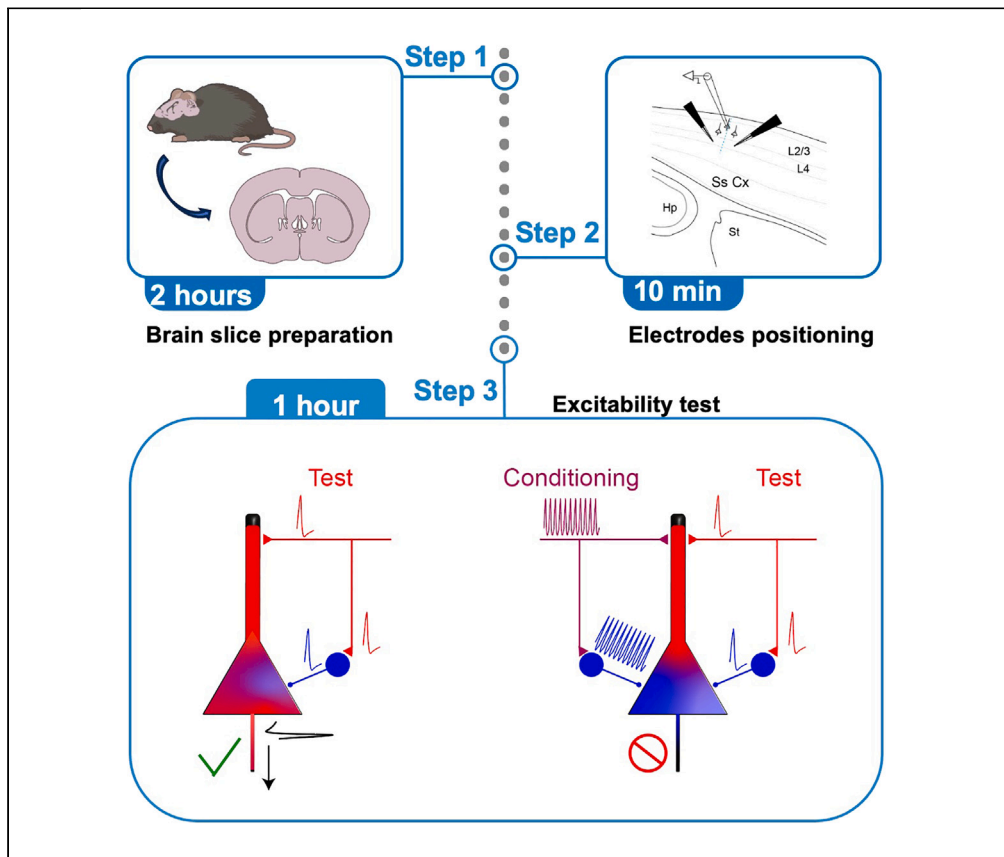 Step 1
2 hours
Brain slice preparation
1
L2/3
L4
Ss Cx
Hp
St
Step 2
10 min
Electrodes positioning
Step 3
1 hour
Excitability test
Test
Conditioning
Test